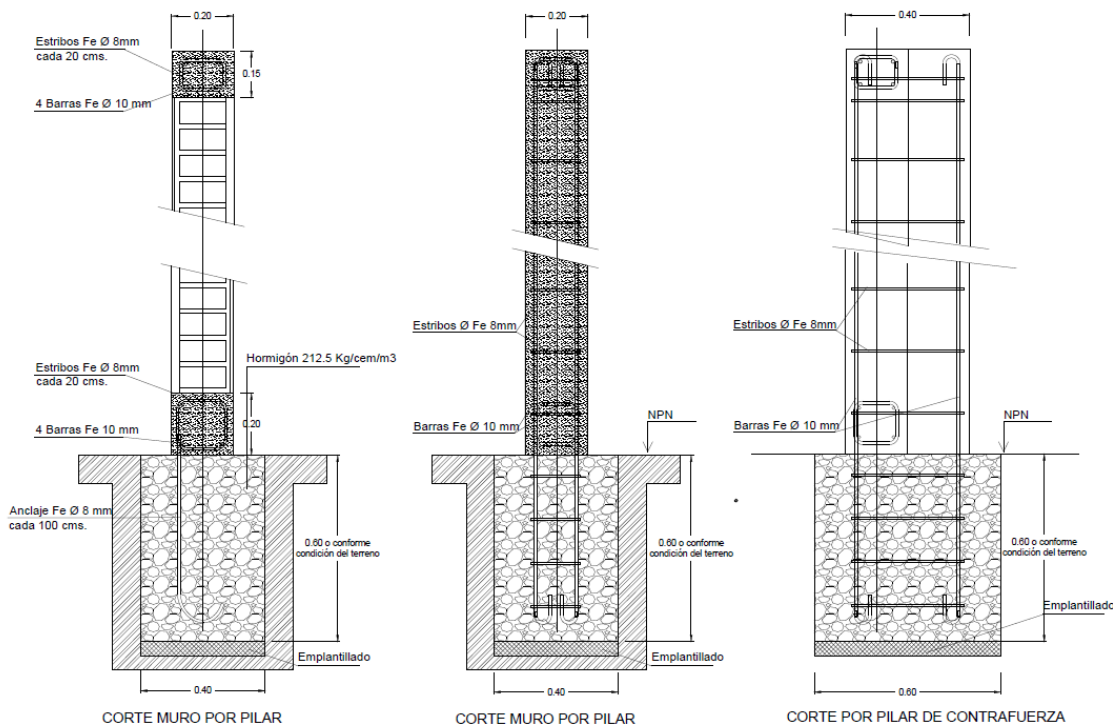 0.20
Estribos Fe Ø 8mm
cada 20 cms.
0.15
4 Barras Fe Ø 10 mm
Estribos Fe Ø 8mm
cada 20 cms.
Hormigón 212.5 Kg/cem/m3
4 Barras Fe 10 mm
0.20
Anclaje Fe Ø 8 mm
cada 100 cms.
0.60 o conforme
condición del terreno
Emplantillado
0.40
CORTE MURO POR PILAR
0.20
Estribos Ø Fe 8mm
Barras Fe Ø 10 mm
NPN
0.60 o conforme
condición del terreno
Emplantillado
0.40
CORTE MURO POR PILAR
0.40
Estribos Ø Fe 8mm
Barras Fe Ø 10 mm
NPN
0.60 o conforme
condición del terreno
Emplantillado
0.60
CORTE POR PILAR DE CONTRAFUERZA